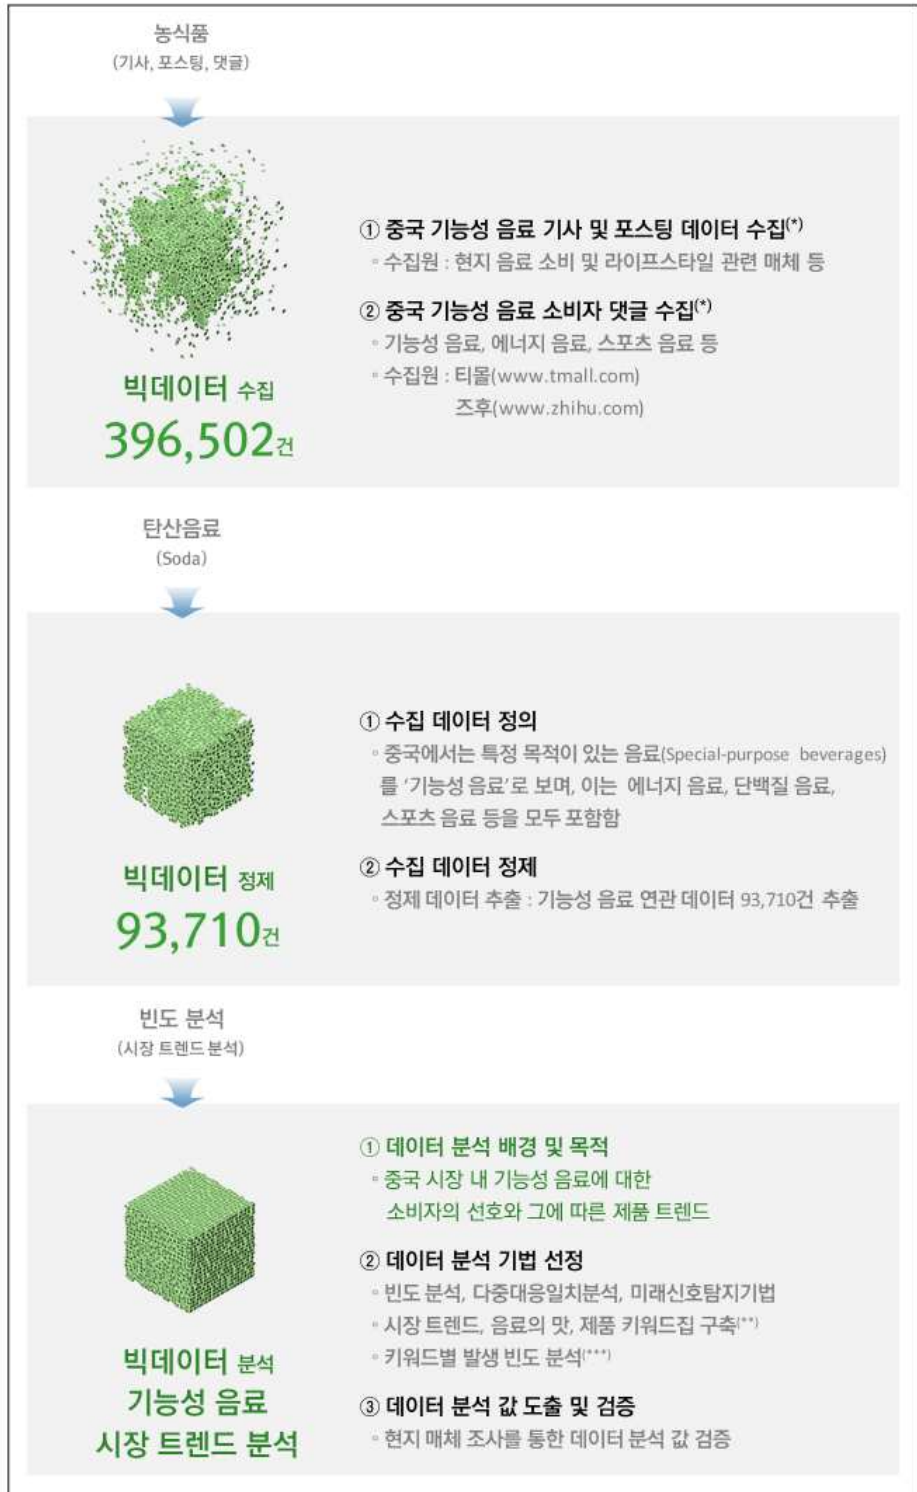 농식품
(기사, 포스팅, 댓글)
① 중국 기능성 음료 기사 및 포스팅 데이터 수집(*)
▫ 수집원 : 현지 음료 소비 및 라이프스타일 관련 매체 등
② 중국 기능성 음료 소비자 댓글 수집(*)
▫ 기능성 음료, 에너지 음료, 스포츠 음료 등
▫ 수집원 : 티몰(www.tmall.com)
즈후(www.zhihu.com)
빅데이터 수집
396,502건
탄산음료
(Soda)
① 수집 데이터 정의
▫ 중국에서는 특정 목적이 있는 음료(Special-purpose beverages)
를 ‘기능성 음료’로 보며, 이는 에너지 음료, 단백질 음료,
스포츠 음료 등을 모두 포함함
② 수집 데이터 정제
▫ 정제 데이터 추출 : 기능성 음료 연관 데이터 93,710건 추출
빅데이터 정제
93,710건
빈도 분석
(시장 트렌드 분석)
① 데이터 분석 배경 및 목적
▫ 중국 시장 내 기능성 음료에 대한
소비자의 선호와 그에 따른 제품 트렌드
② 데이터 분석 기법 선정
▫ 빈도 분석, 다중대응일치분석, 미래신호탐지기법
▫ 시장 트렌드, 음료의 맛, 제품 키워드집 구축(**)
▫ 키워드별 발생 빈도 분석(***)
③ 데이터 분석 값 도출 및 검증
▫ 현지 매체 조사를 통한 데이터 분석 값 검증
빅데이터 분석
기능성 음료
시장 트렌드 분석